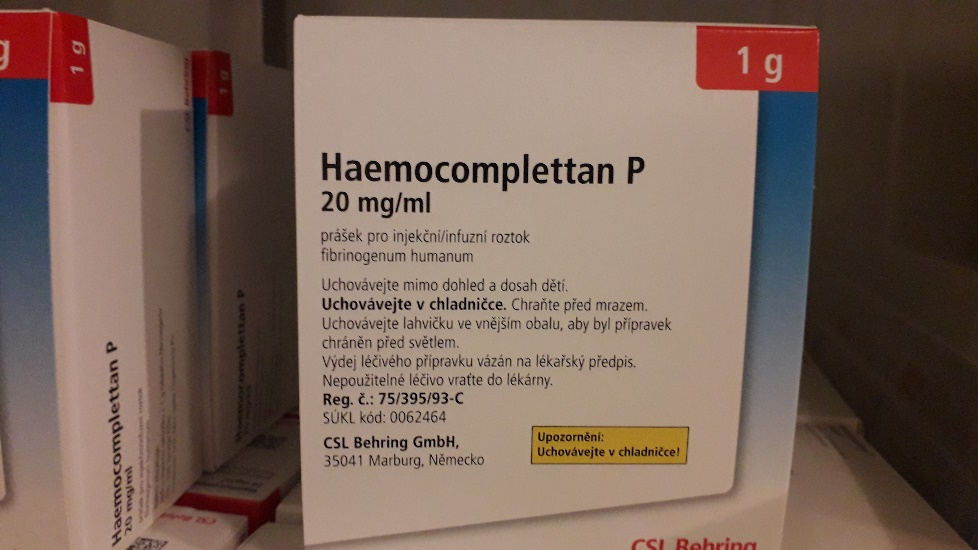 g
1 g
CSL Behring
1 g
1 g
Haemocomplettan P
20 mg/ml
prášek pro injekční/infuzní roztok
fibrinogenum humanum
Uchovávejte mimo dohled a dosah dětí.
Uchovávejte v chladničce. Chraňte před mrazem.
Uchovávejte lahvičku ve vnějším obalu, aby byl přípravek
chráněn před světlem.
Výdej léčivého přípravku vázán na lékařský předpis.
Nepoužitelné léčivo vraťte do lékárny.
Reg. č.: 75/395/93-C
SÚKL kód: 0062464
CSL Behring GmbH,
35041 Marburg, Německo
Upozornění:
Uchovávejte v chladničce!
CSL Behring
Haemocomplettan P
20 mg/ml
Haemocomplettan P
CSL Behring